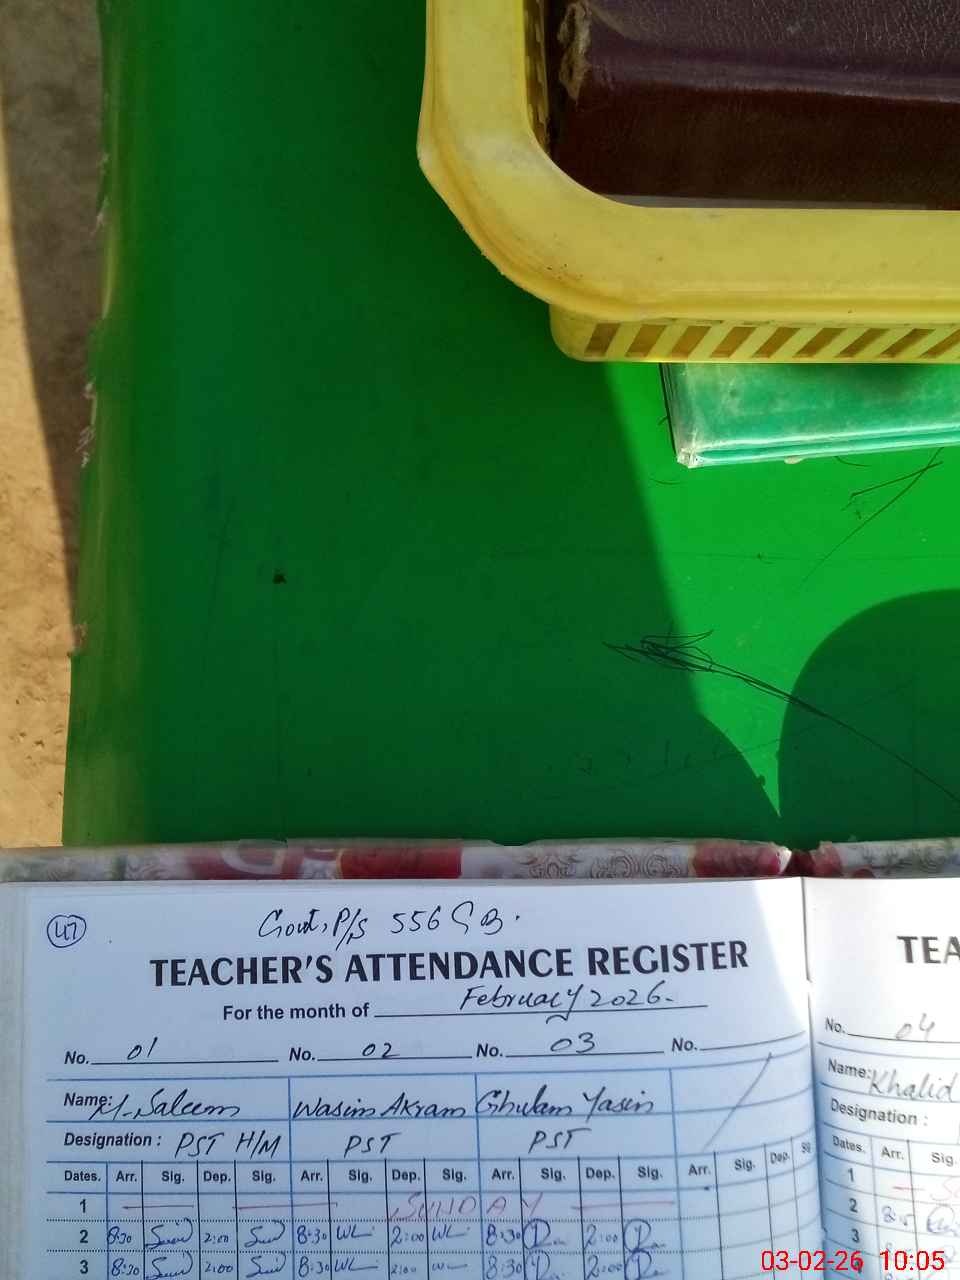 47
Govt, P/S 556 G B.
TEACHER'S ATTENDANCE REGISTER
For the month of February 2026.
No. 01 No. 02 No. 03 No.
Name: M. Saleem Wasim Akram Ghulam Yasin
Designation : PST H/M PST PST
Dates. Arr. Sig. Dep. Sig. Arr. Sig. Dep. Sig. Arr. Sig. Dep. Sig. Arr. Sig. Dep.
1 SUNDAY
2 8:30 2:00 8:30 2:00 8:30 2:00
3 8:30 2:00 8:30 2:00 8:30
TEA
No. 04
Name: Khalid
Designation :
Dates. Arr. Sig.
1
2
3
03-02-26 10:05